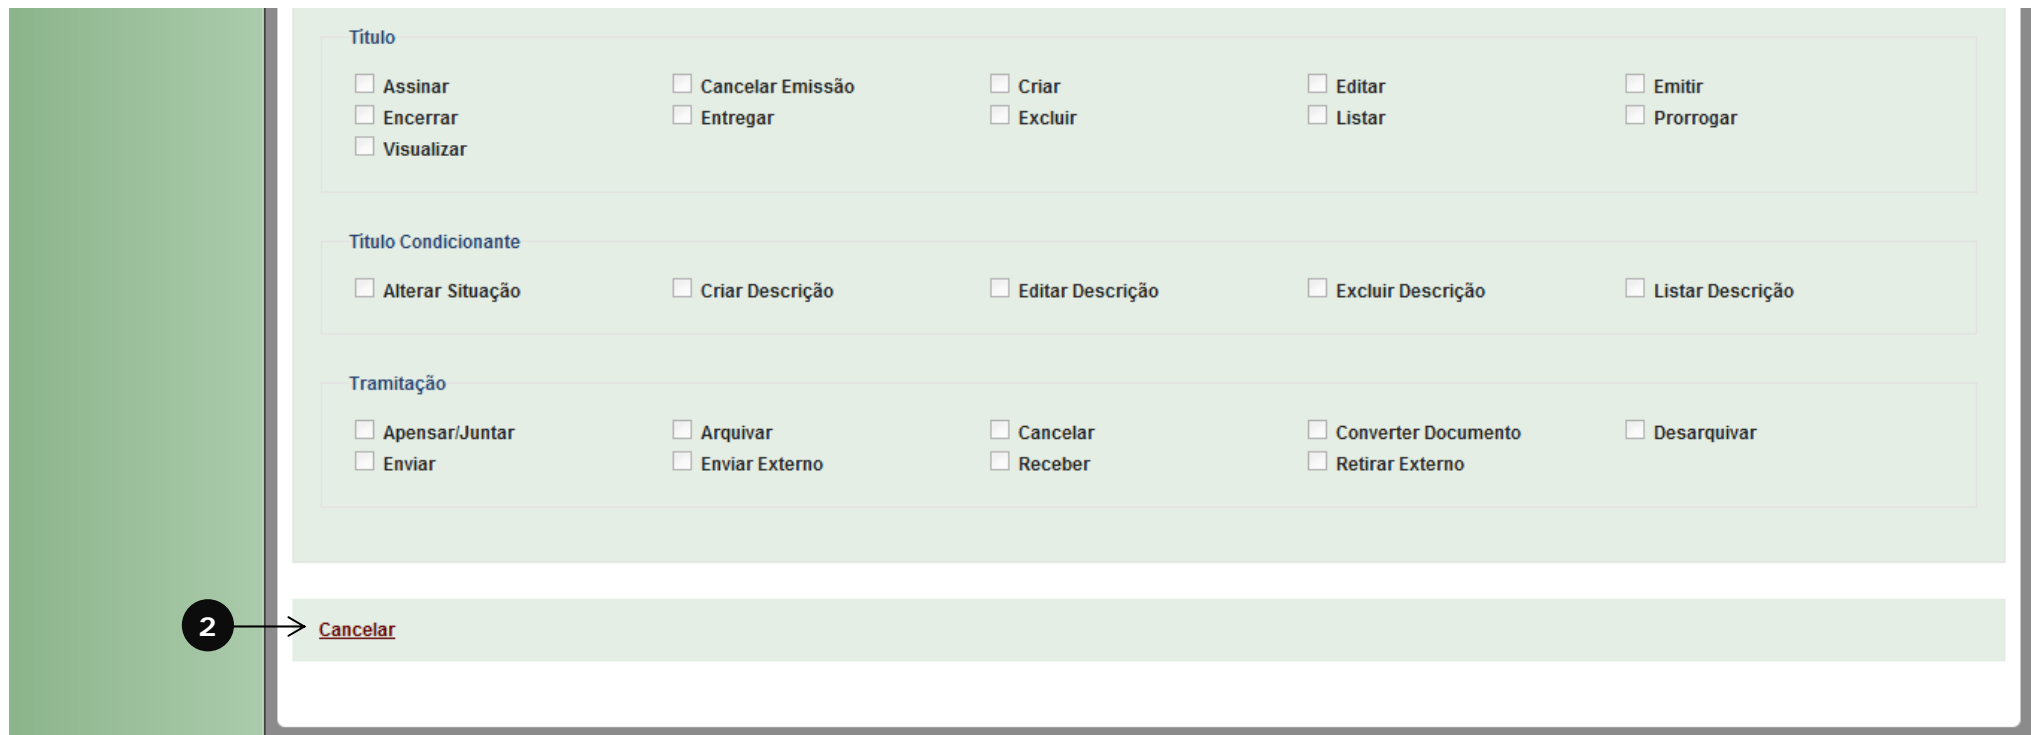 Título
Assinar Cancelar Emissão Criar Editar Emitir
Encerrar Entregar Excluir Listar Prorrogar
Visualizar
Título Condicionante
Alterar Situação Criar Descrição Editar Descrição Excluir Descrição Listar Descrição
Tramitação
Apensar/Juntar Arquivar Cancelar Converter Documento Desarquivar
Enviar Enviar Externo Receber Retirar Externo
2 Cancelar